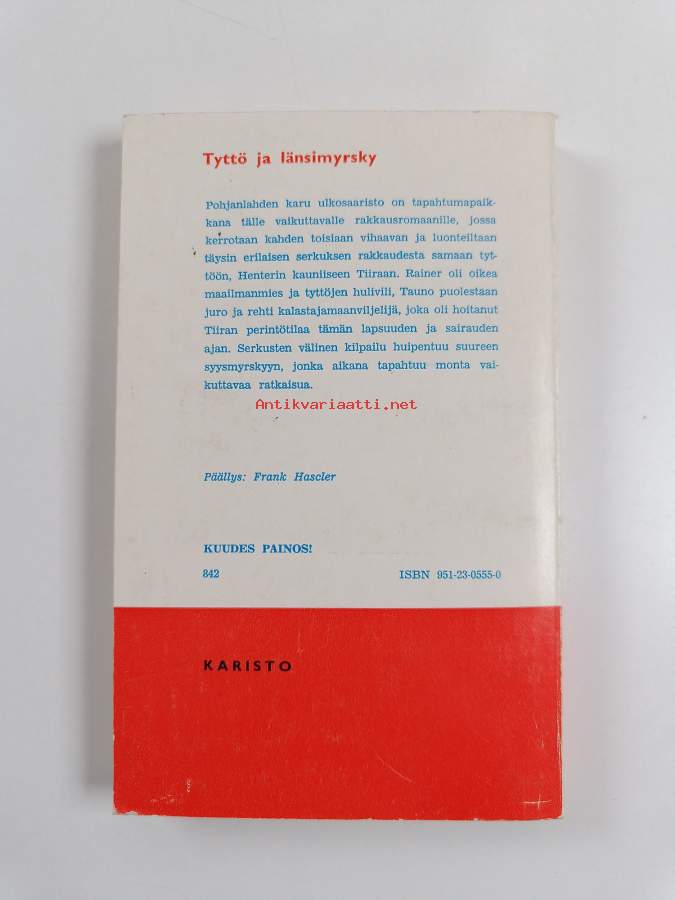 Tyttö ja länsimyrsky
Pohjanlahden karu ulkosaaristo on tapahtumapaik-
kana tälle vaikuttavalle rakkausromaanille, jossa
kerrotaan kahden toisiaan vihaavan ja luonteiltaan
täysin erilaisen serkuksen rakkaudesta samaan tyt-
töön, Henterin kauniiseen Tiiraan. Rainer oli oikea
maailmanmies ja tyttöjen hulivili, Tauno puolestaan
juro ja rehti kalastajamaanviljelijä, joka oli hoitanut
Tiiran perintötilaa tämän lapsuuden ja sairauden
ajan. Serkusten välinen kilpailu huipentuu suureen
syysmyrskyyn, jonka aikana tapahtuu monta vai-
kuttavaa ratkaisua.
Antikvariaatti.net
Päällys: Frank Hascler
KUUDES PAINOS!
842 ISBN 951-23-0555-0
KARISTO